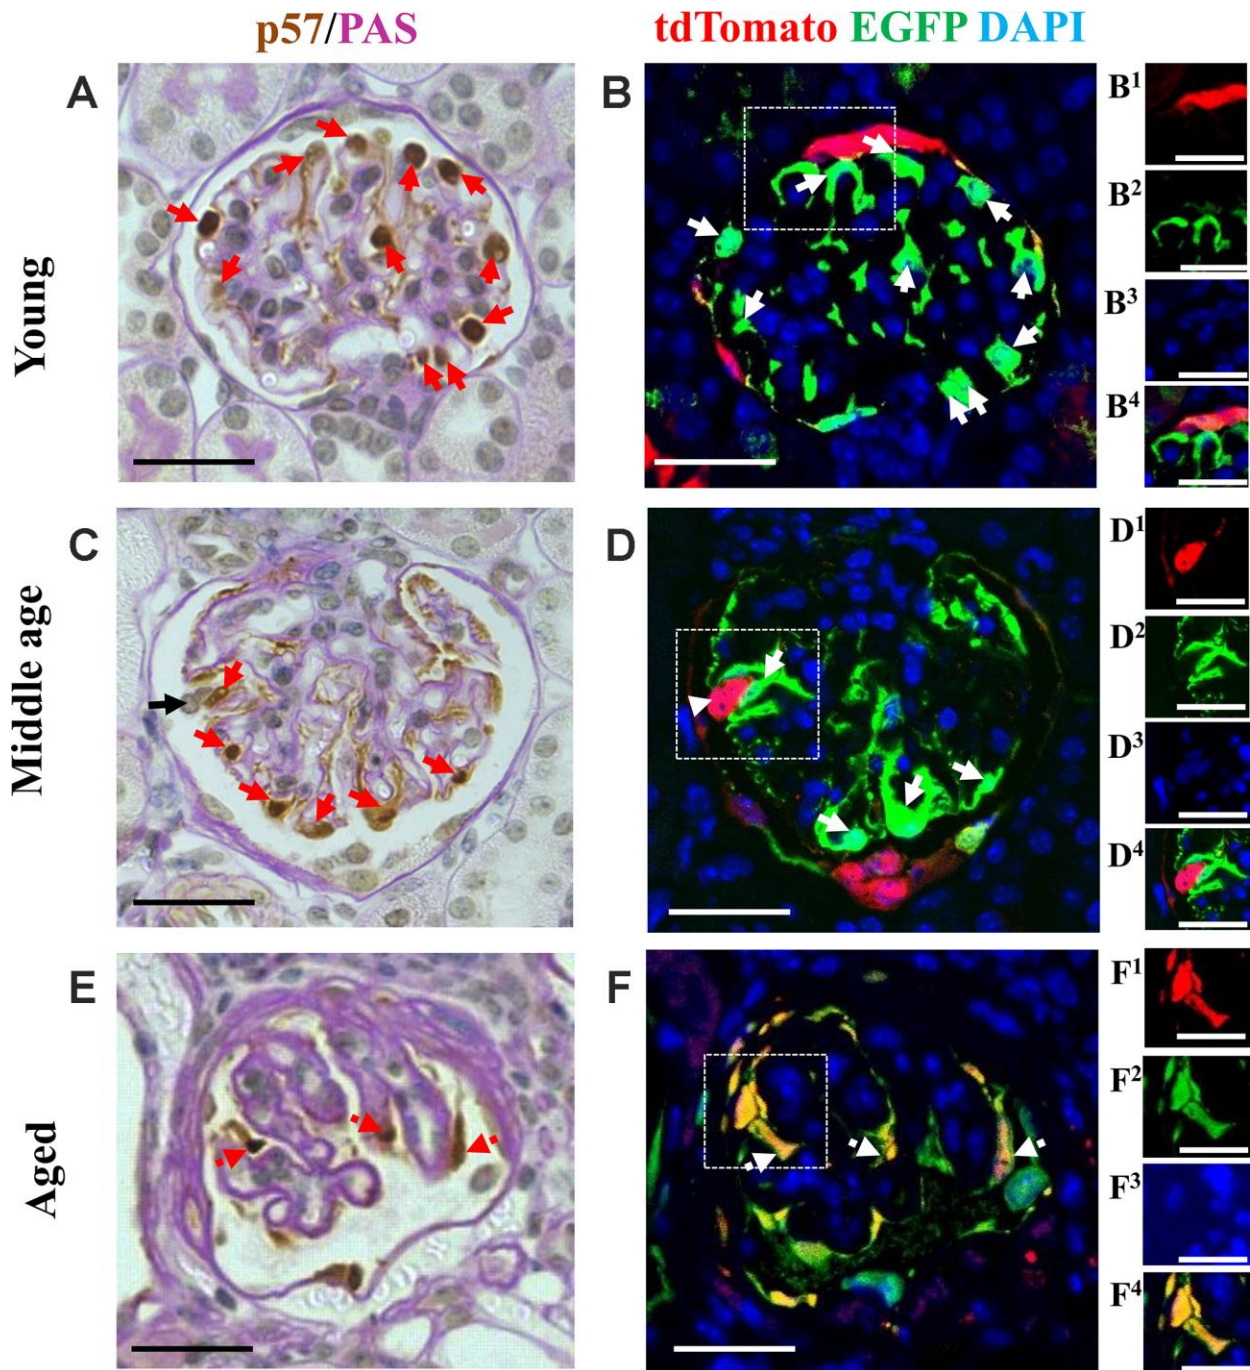 p57/PAS
tdTomato EGFP DAPI
Young
A
B
B1
B2
B3
B4
Middle age
C
D
D1
D2
D3
D4
Aged
E
F
F1
F2
F3
F4